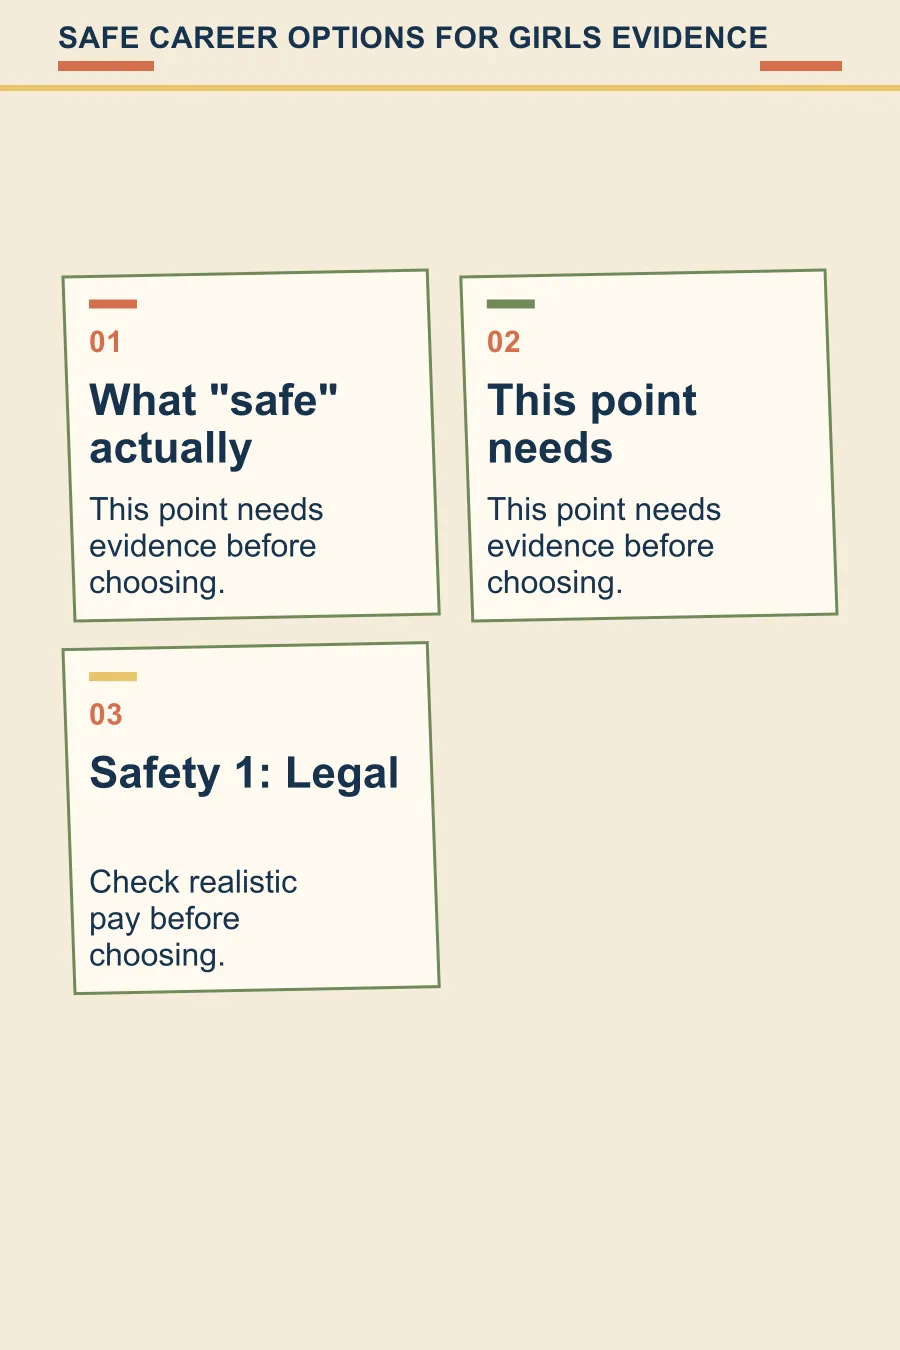 SAFE CAREER OPTIONS FOR GIRLS EVIDENCE
01
What "safe"
actually
This point needs
evidence before
choosing.
02
This point
needs
This point needs
evidence before
choosing.
03
Safety 1: Legal
Check realistic
pay before
choosing.